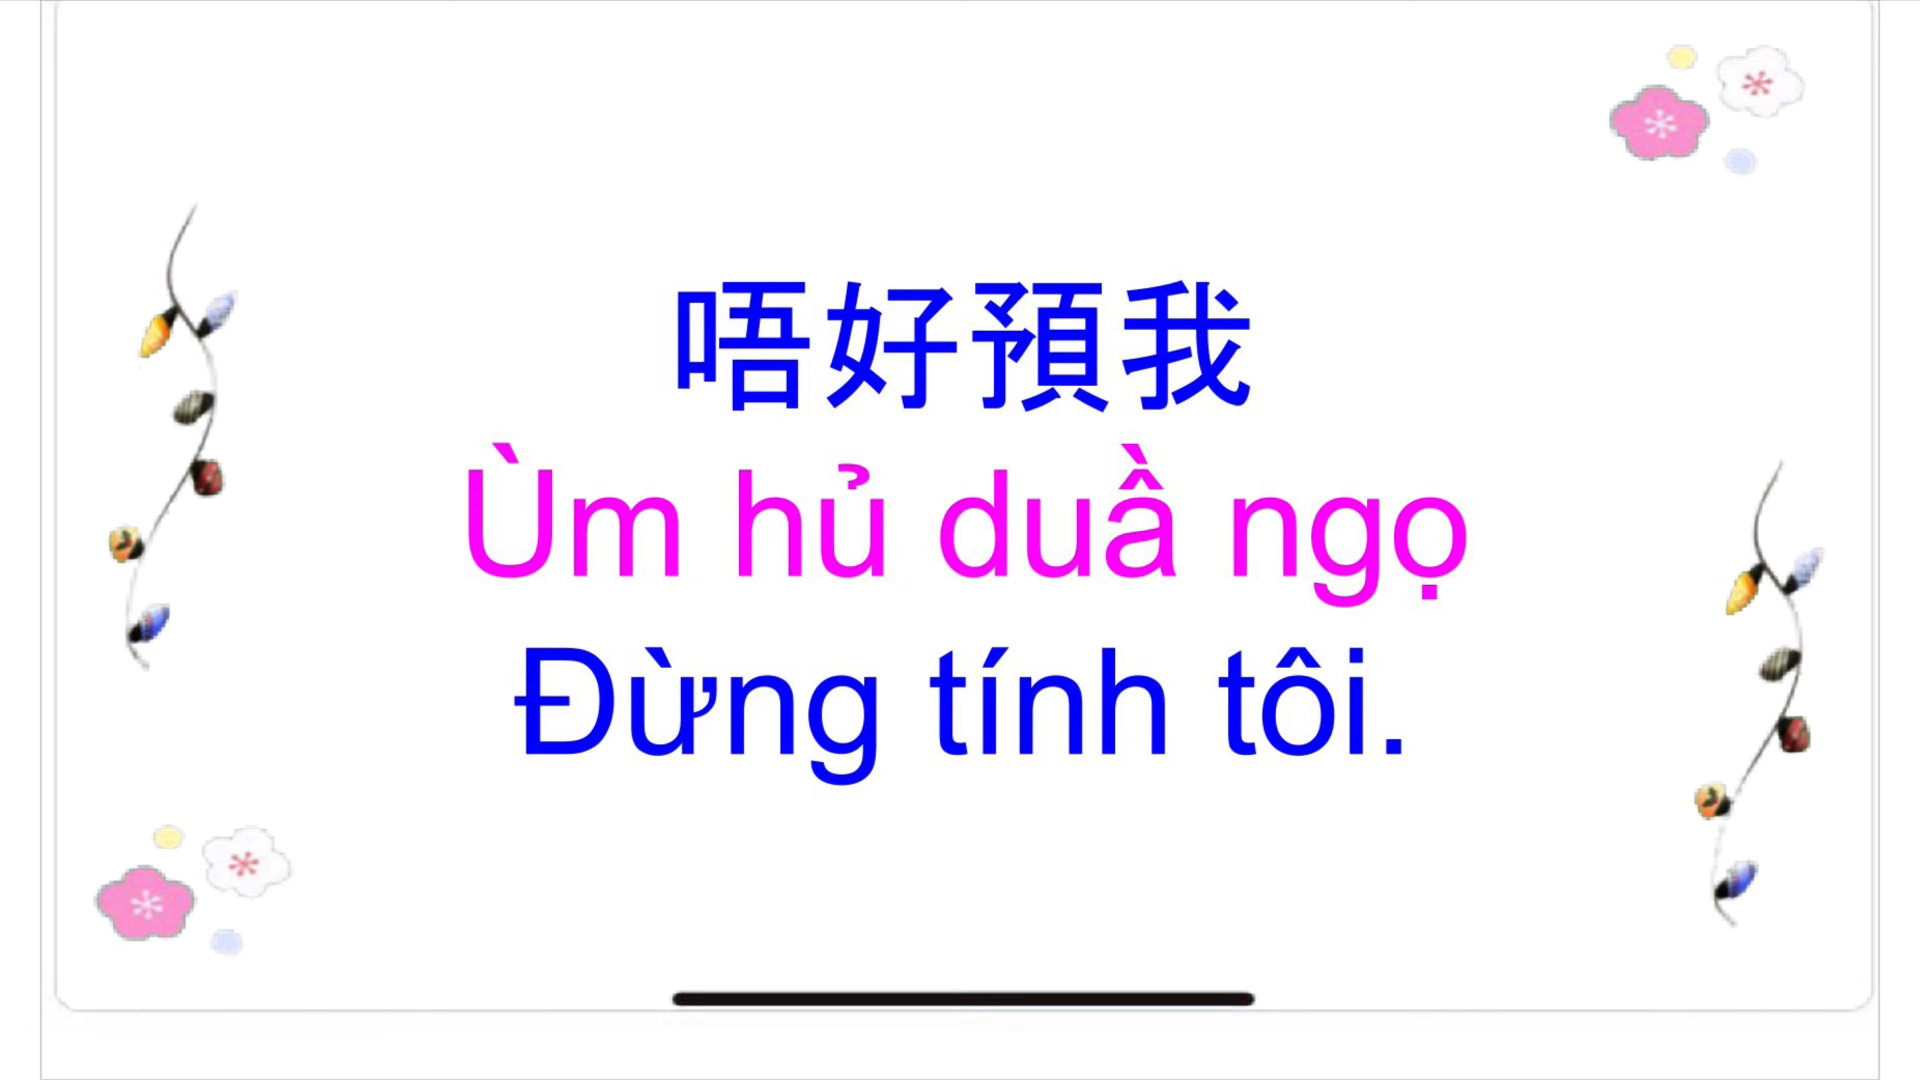 唔好預我
Ùm hủ duầ ngọ
Đừng tính tôi.